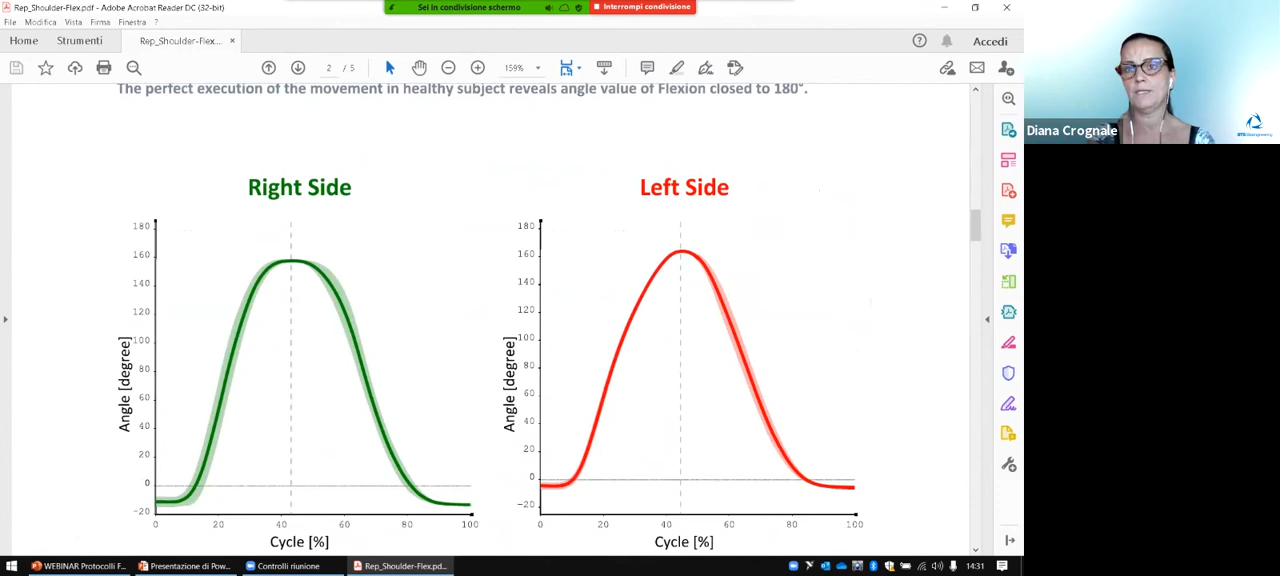 Rep_Shoulder-Flex.pdf - Adobe Acrobat Reader DC (32-bit)
Sei in condivisione schermo
Interrompi condivisione
File Modifica Vista Firma Finestra ?
Home Strumenti Rep_Shoulder-Flex... × Accedi
2 / 5 159%
The perfect execution of the movement in healthy subject reveals angle value of Flexion closed to 180°.
Right Side
Left Side
Angle [degree]
180
160
140
120
100
80
60
40
20
0
-20
0 20 40 60 80 100
Cycle [%]
Angle [degree]
180
160
140
120
100
80
60
40
20
0
-20
0 20 40 60 80 100
Cycle [%]
Diana Crognale
BTS Bioengineering
WEBINAR Protocolli F... Presentazione di Pow... Controlli riunione Rep_Shoulder-Flex.pd... 14:31